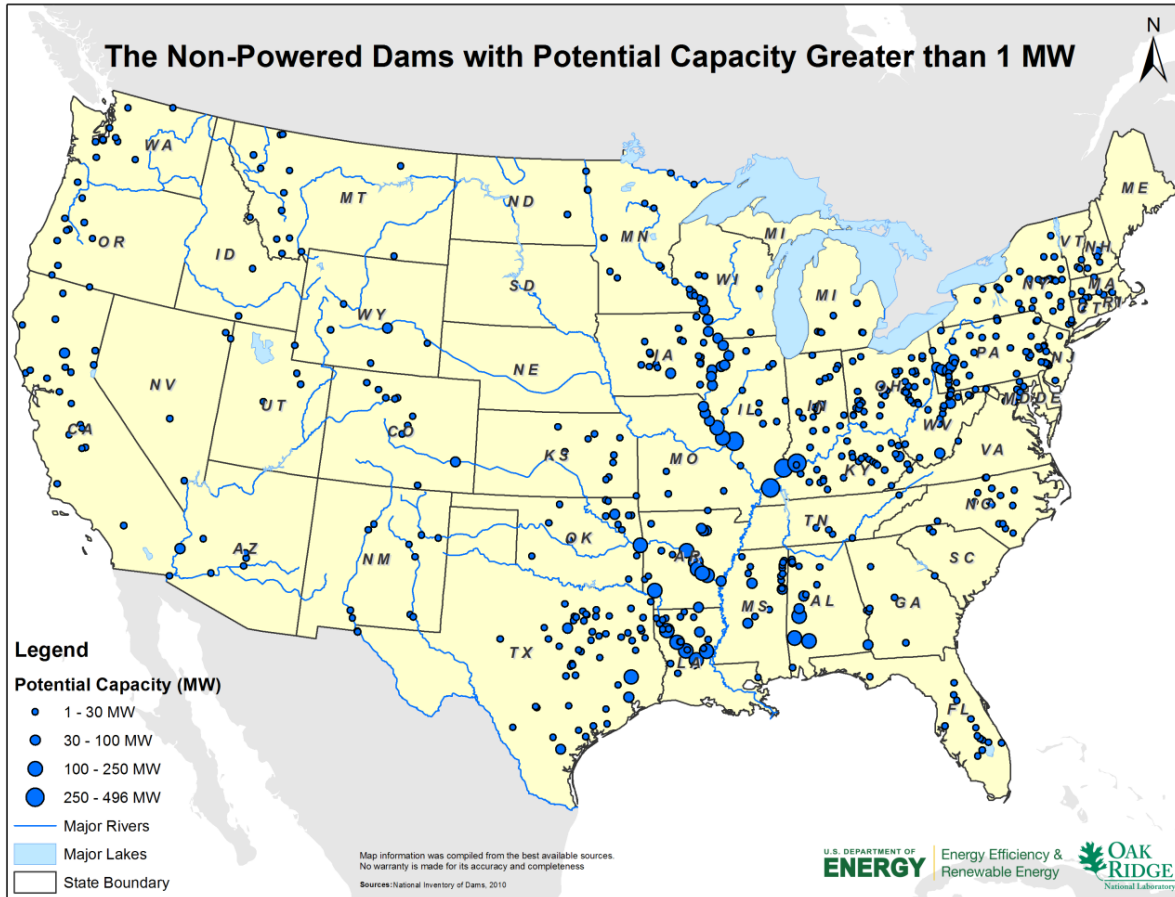 The Non-Powered Dams with Potential Capacity Greater than 1 MW
N
WA
MT
ND
MN
MI
ME
VT
NH
OR
ID
SD
WI
MI
NY
MA
CT
RI
WY
IA
PA
NJ
NE
NV
UT
IL
IN
OH
MD
DE
CA
CO
KS
MO
KY
WV
VA
AZ
NM
OK
AR
TN
NC
SC
TX
LA
MS
AL
GA
FL
Legend
Potential Capacity (MW)
1 - 30 MW
30 - 100 MW
100 - 250 MW
250 - 496 MW
Major Rivers
Major Lakes
State Boundary
Map information was compiled from the best available sources.
No warranty is made for its accuracy and completeness
Sources:National Inventory of Dams, 2010
U.S. DEPARTMENT OF
ENERGY
Energy Efficiency &
Renewable Energy
OAK
RIDGE
National Laboratory